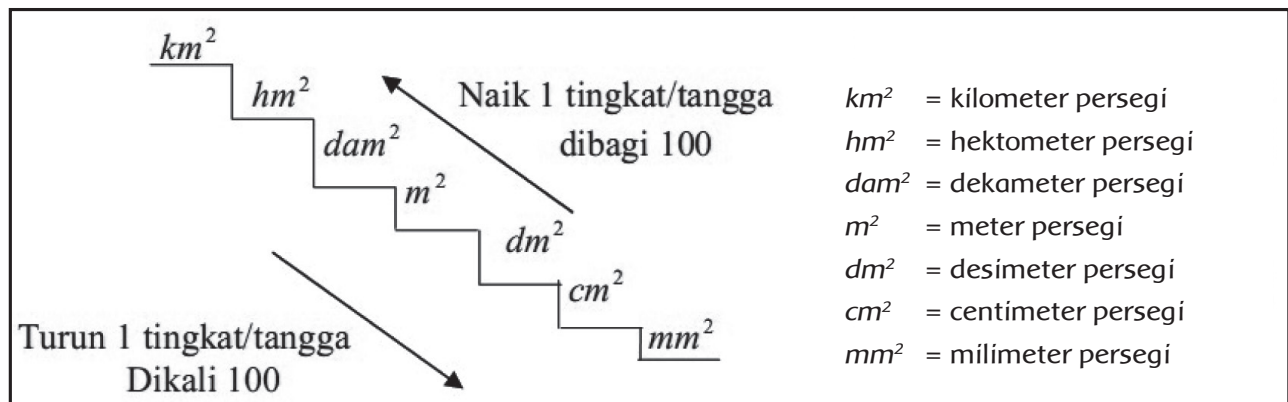 km²
hm²
dam²
m²
dm²
cm²
mm²
Naik 1 tingkat/tangga
dibagi 100
Turun 1 tingkat/tangga
Dikali 100
km² = kilometer persegi
hm² = hektometer persegi
dam² = dekameter persegi
m² = meter persegi
dm² = desimeter persegi
cm² = centimeter persegi
mm² = milimeter persegi